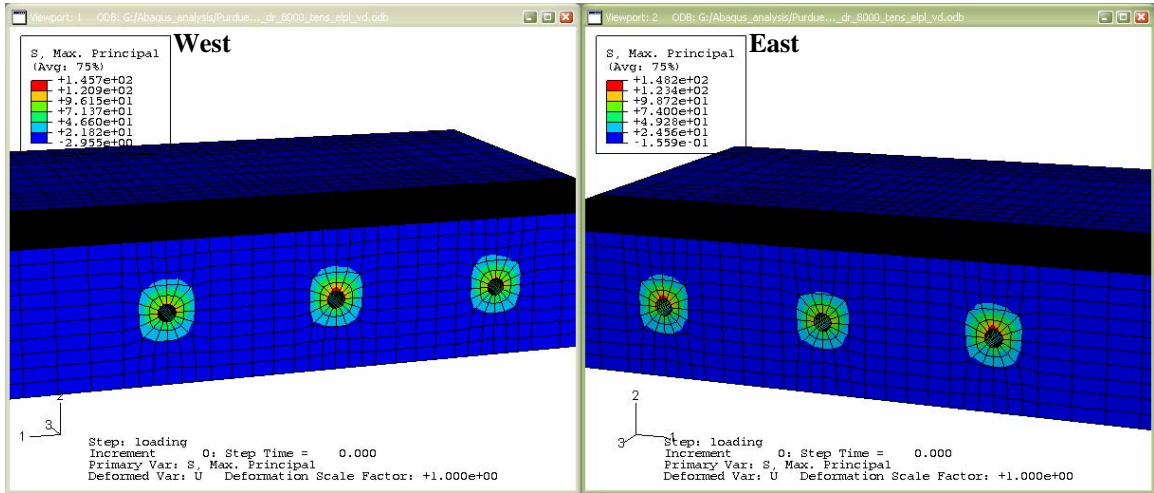 Viewport: 1 ODB: G:/Abaqus_analysis/Purdue..._dr_8000_tens_elpl_vd.odb
West
S, Max. Principal
(Avg: 75%)
+1.457e+02
+1.209e+02
+9.615e+01
+7.137e+01
+4.660e+01
+2.182e+01
-2.955e+00
2
3
1
Step: loading
Increment 0: Step Time = 0.000
Primary Var: S, Max. Principal
Deformed Var: U Deformation Scale Factor: +1.000e+00
Viewport: 2 ODB: G:/Abaqus_analysis/Purdue..._dr_8000_tens_elpl_vd.odb
East
S, Max. Principal
(Avg: 75%)
+1.482e+02
+1.234e+02
+9.872e+01
+7.400e+01
+4.928e+01
+2.456e+01
-1.559e-01
2
3
1
Step: loading
Increment 0: Step Time = 0.000
Primary Var: S, Max. Principal
Deformed Var: U Deformation Scale Factor: +1.000e+00